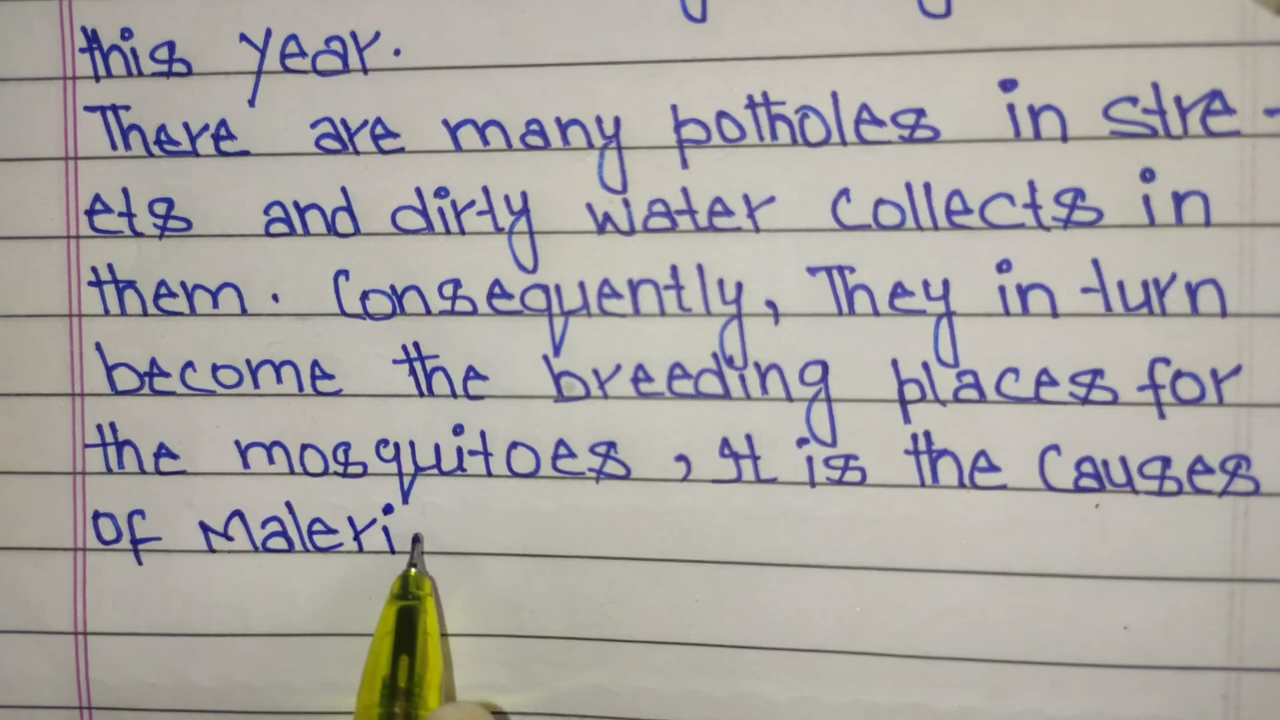 this year.
There are many potholes in stre-
ets and dirty water collects in
them. Consequently, They in turn
become the breeding places for
the mosquitoes, It is the causes
of Maleri